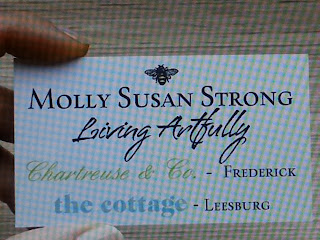 Molly Susan Strong
Living Artfully
Chartreuse & Co. - Frederick
the cottage - Leesburg